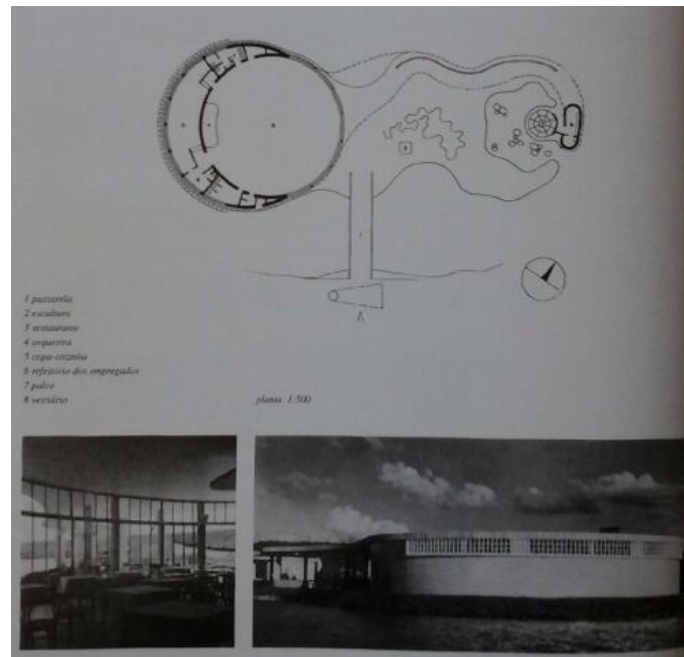 1 passarela
2 escultura
3 restaurante
4 orquestra
5 copa-cozinha
6 refeitório dos empregados
7 palco
8 vestiário
planta 1:500